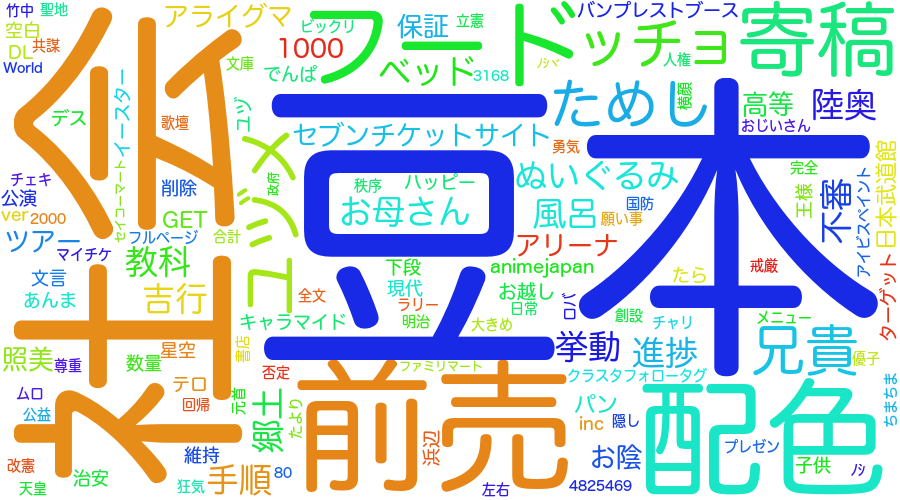 竹中
聖地
アライグマ
ビックリ
フード
保証
立憲
バンプレストブース
寄稿
空白
DL
共謀
World
文庫
でんぱ
1000
ベッド
3168
ッチョ
人権
横顔
会社
デス
イースター
歌壇
ユヅ
ユヅメ
豆
本
ためし
高等
陸奥
おじいさん
セブンチケットサイト
勇気
完全
チェキ
公演
セイコーマート
削除
政府
秩序
ハッピー
ぬいぐるみ
国防
王様
不審
アイビスペイント
日本武道館
ver
2000
GET
お母さん
風呂
願い事
ツアー
フルページ
合計
マイチケ
教科
アリーナ
文言
あんま
吉行
全文
下段
現代
animejapan
お越し
たら
戒厳
ターゲット
ラリー
明治
大きめ
日常
ロバ
創設
チャリ
メニュー
キャラマイド
照美
尊重
数量
星空
書店
否定
ファミリマート
挙動
進捗
兄貴
優子
クラスタフォロータグ
ムロ
公益
テロ
回帰
元首
郷土
たより
前売
パン
inc
隠し
配色
プレゼン
ちまちま
改憲
天皇
治安
維持
狂気
手順
80
浜辺
左右
お陰
4825469
子供